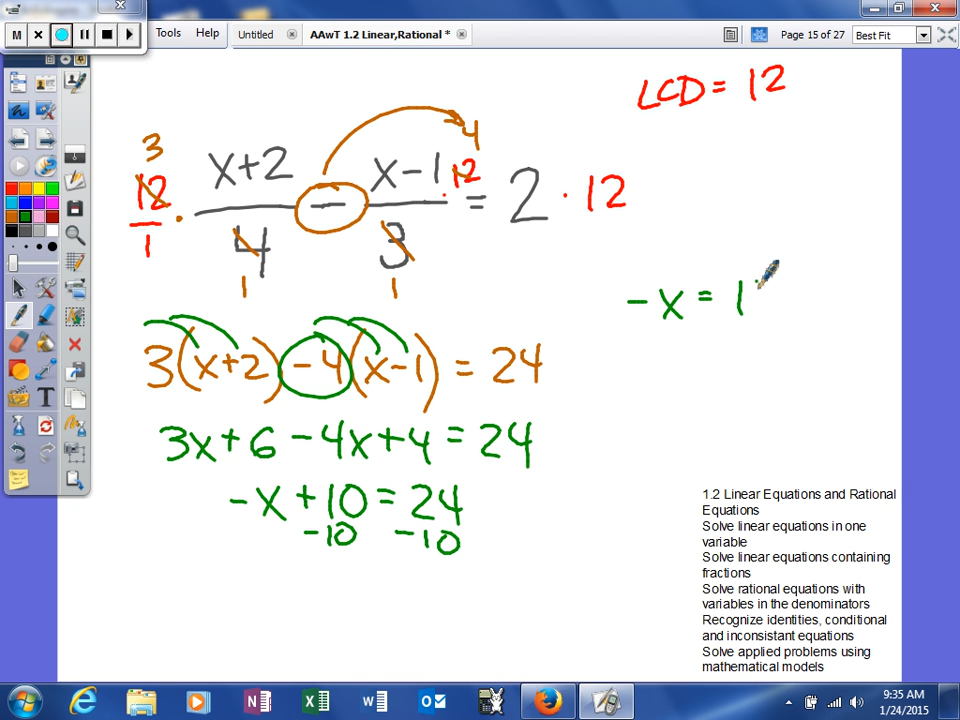 M
Tools Help Untitled AAwT 1.2 Linear,Rational * Page 15 of 27 Best Fit
LCD = 12
3
12/1 · (x+2)/4 − (x−1)/3 · 12 = 2 · 12
4
1 1
-x = 1
3(x+2) -4(x-1) = 24
3x+6 -4x+4 = 24
-x +10 = 24
-10 -10
1.2 Linear Equations and Rational
Equations
Solve linear equations in one
variable
Solve linear equations containing
fractions
Solve rational equations with
variables in the denominators
Recognize identities, conditional
and inconsistant equations
Solve applied problems using
mathematical models
9:35 AM
1/24/2015